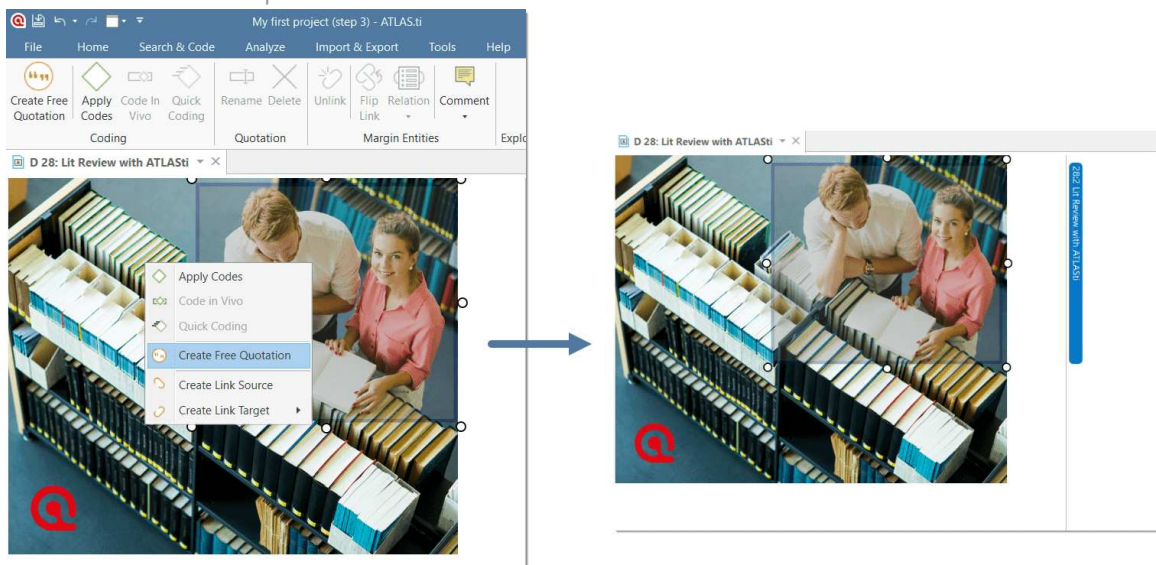 My first project (step 3) - ATLAS.ti
File Home Search & Code Analyze Import & Export Tools Help
Create Free Quotation
Apply Codes
Code In Vivo
Quick Coding
Rename Delete
Unlink
Flip Link
Relation
Comment
Coding Quotation Margin Entities Explo
D 28: Lit Review with ATLASti
Apply Codes
Code in Vivo
Quick Coding
Create Free Quotation
Create Link Source
Create Link Target
D 28: Lit Review with ATLASti
28:2 Lit Review with ATLASti